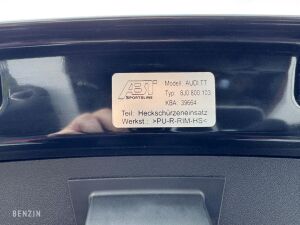 ABT
SPORTSLINE
Modell: AUDI TT
Typ: 8J0 800 103
KBA: 39664
Teil: Heckschürzeneinsatz
Werkst.: >PU-R-RIM-HS<
BENZIN